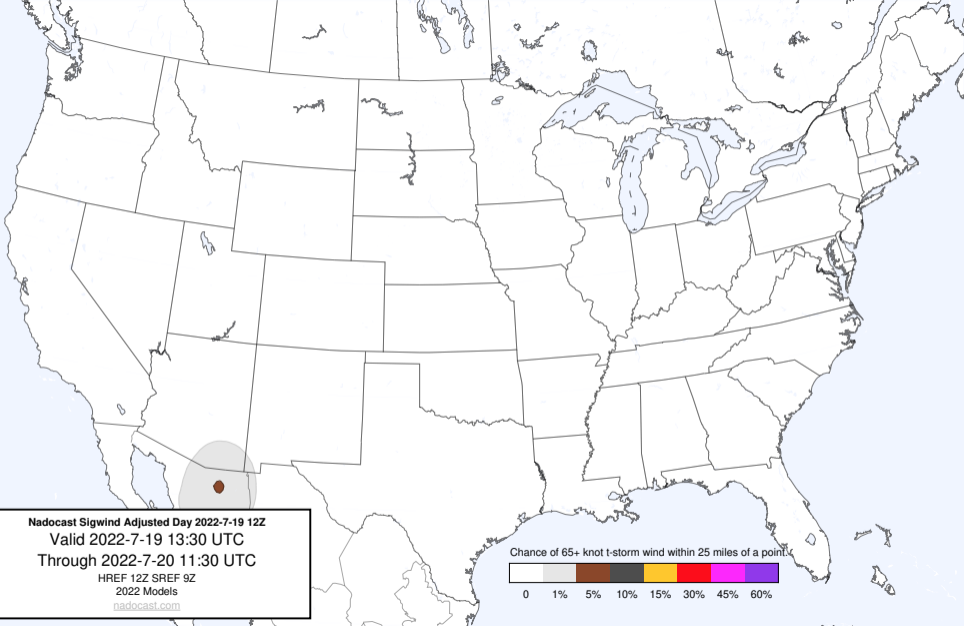 Nadocast Sigwind Adjusted Day 2022-7-19 12Z
Valid 2022-7-19 13:30 UTC
Through 2022-7-20 11:30 UTC
HREF 12Z SREF 9Z
2022 Models
nadocast.com
Chance of 65+ knot t-storm wind within 25 miles of a point.
0 1% 5% 10% 15% 30% 45% 60%